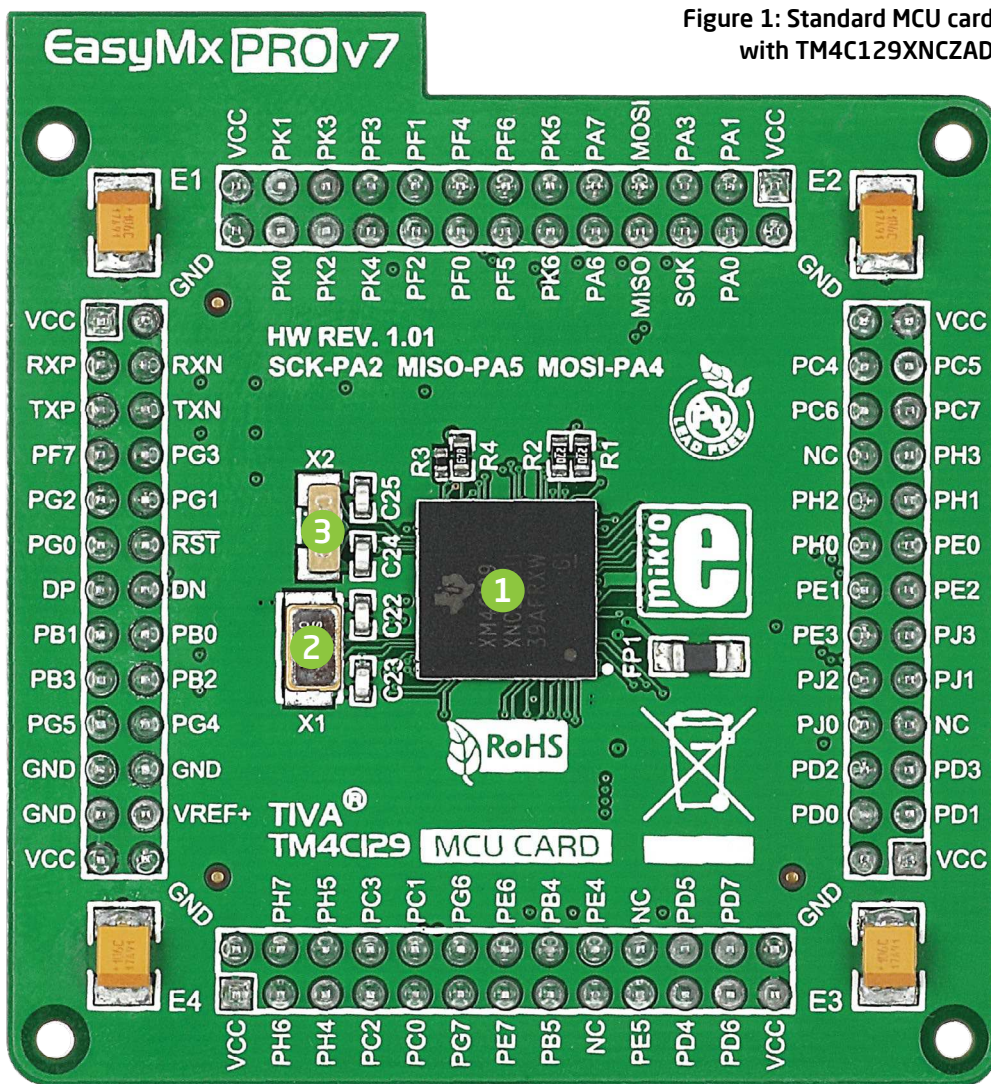 Figure 1: Standard MCU card
with TM4C129XNCZAD
EasyMx PRO v7
VCC PK1 PK3 PF3 PF1 PF4 PF6 PK5 PA7 MOSI PA3 PA1 VCC
E1
E2
GND PK0 PK2 PK4 PF2 PF0 PF5 PK6 PA6 MISO SCK PA0 GND
HW REV. 1.01
SCK-PA2 MISO-PA5 MOSI-PA4
VCC
RXP RXN
TXP TXN
PF7 PG3
PG2 PG1
PG0 RST
DP DN
PB1 PB0
PB3 PB2
PG5 PG4
GND GND
GND VREF+
VCC
GND
VCC
PC4 PC5
PC6 PC7
NC PH3
PH2 PH1
PH0 PE0
PE1 PE2
PE3 PJ3
PJ2 PJ1
PJ0 NC
PD2 PD3
PD0 PD1
VCC
GND
Pb
LEAD FREE
R3 R4 R2 R1
X2
C25
3
C24
C22
2
C23
X1
1
mikro
e
FP1
RoHS
TIVA®
TM4C129 MCU CARD
PH7 PH5 PC3 PC1 PG6 PE6 PB4 PE4 NC PD5 PD7
E4
E3
VCC PH6 PH4 PC2 PC0 PG7 PE7 PB5 NC PE5 PD4 PD6 VCC